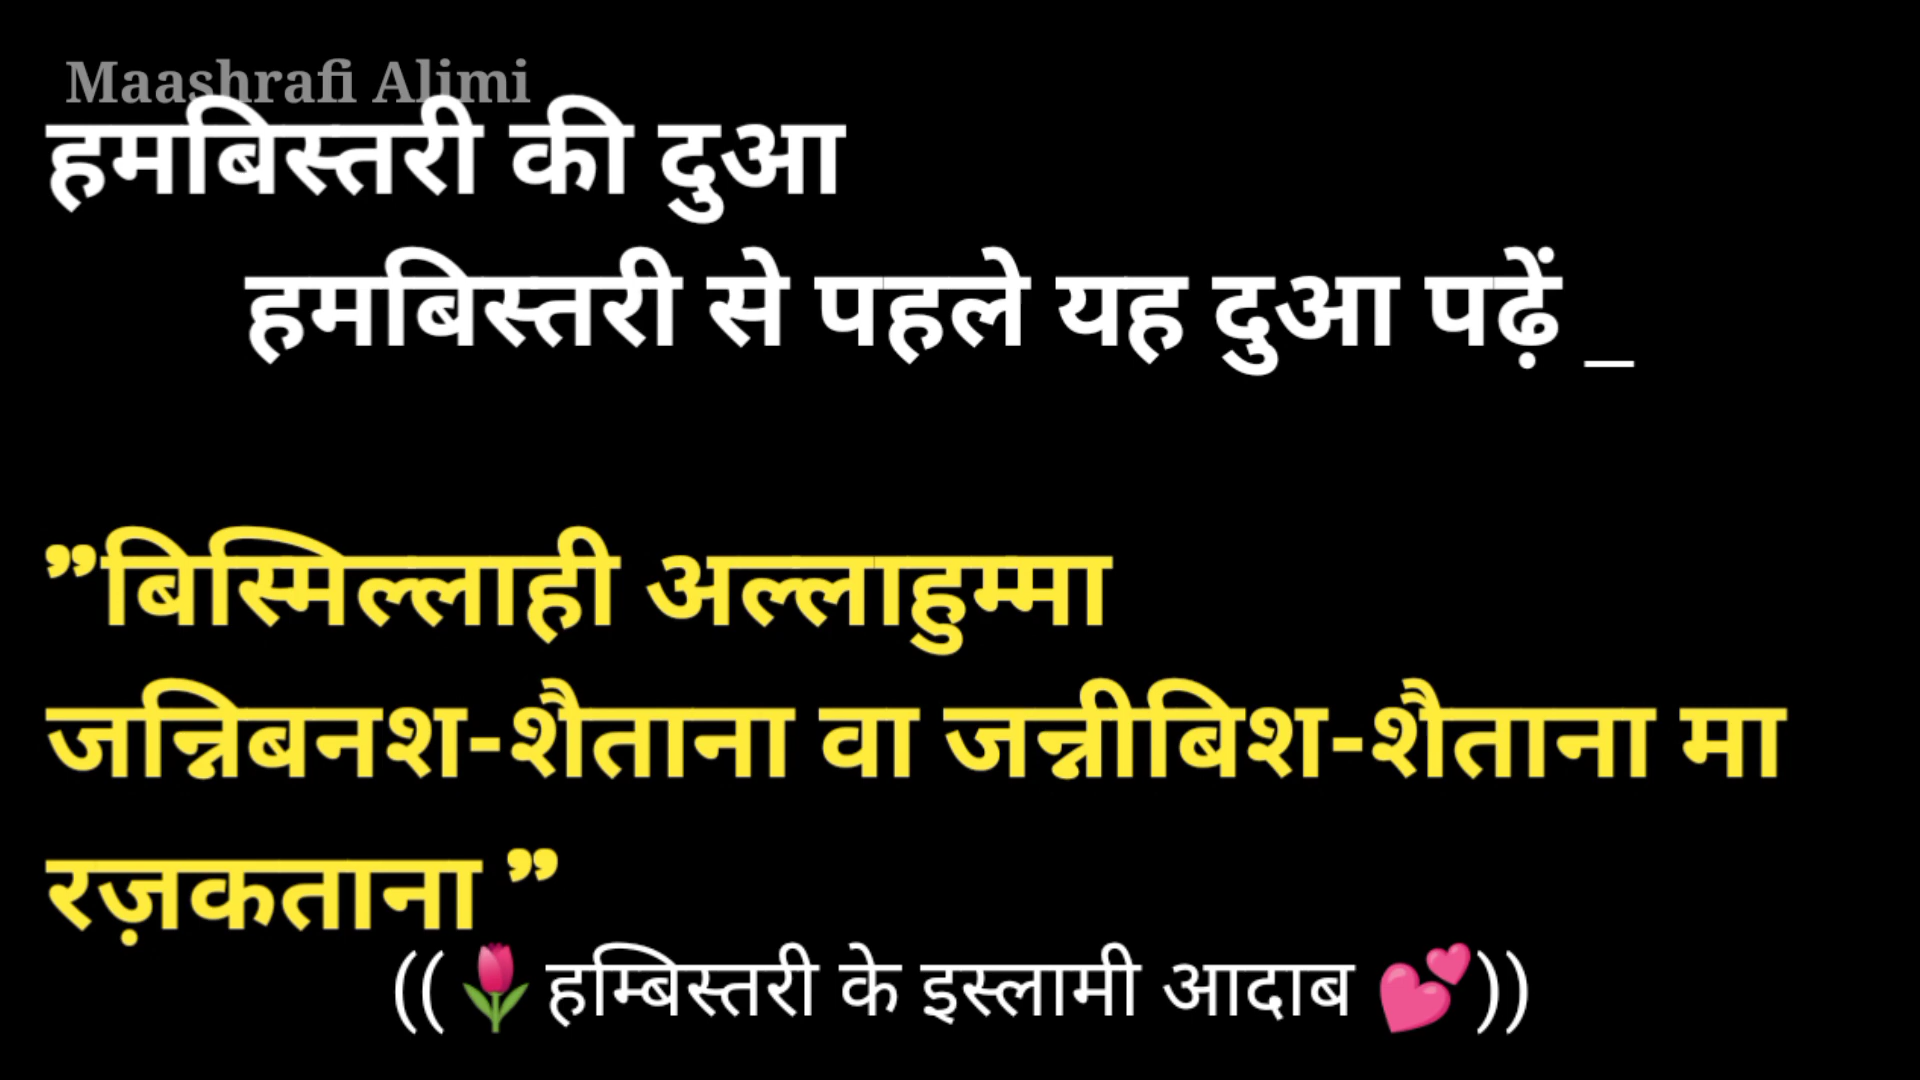 Maashrafi Alimi
हमबिस्तरी की दुआ
हमबिस्तरी से पहले यह दुआ पढ़ें _
”बिस्मिल्लाही अल्लाहुम्मा
जन्निबनश-शैताना वा जन्नीबिश-शैताना मा
रज़कताना ”
((🌷हम्बिस्तरी के इस्लामी आदाब 💕))